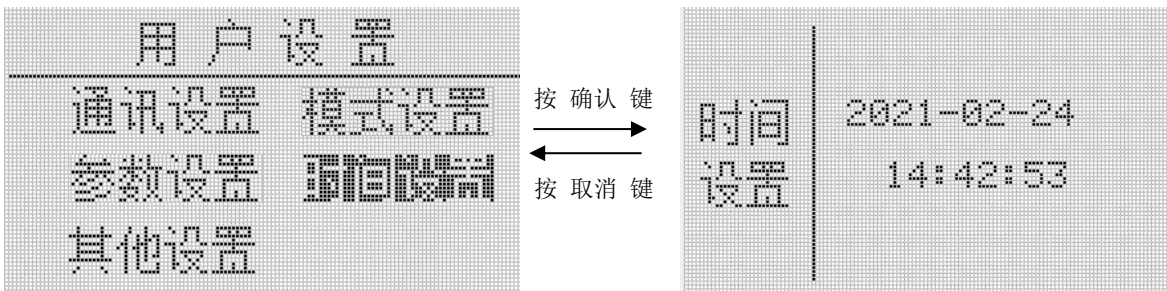 用户设置
通讯设置 模式设置
参数设置 时间设置
其他设置
按 确认 键
按 取消 键
时间
设置
2021-02-24
14:42:53